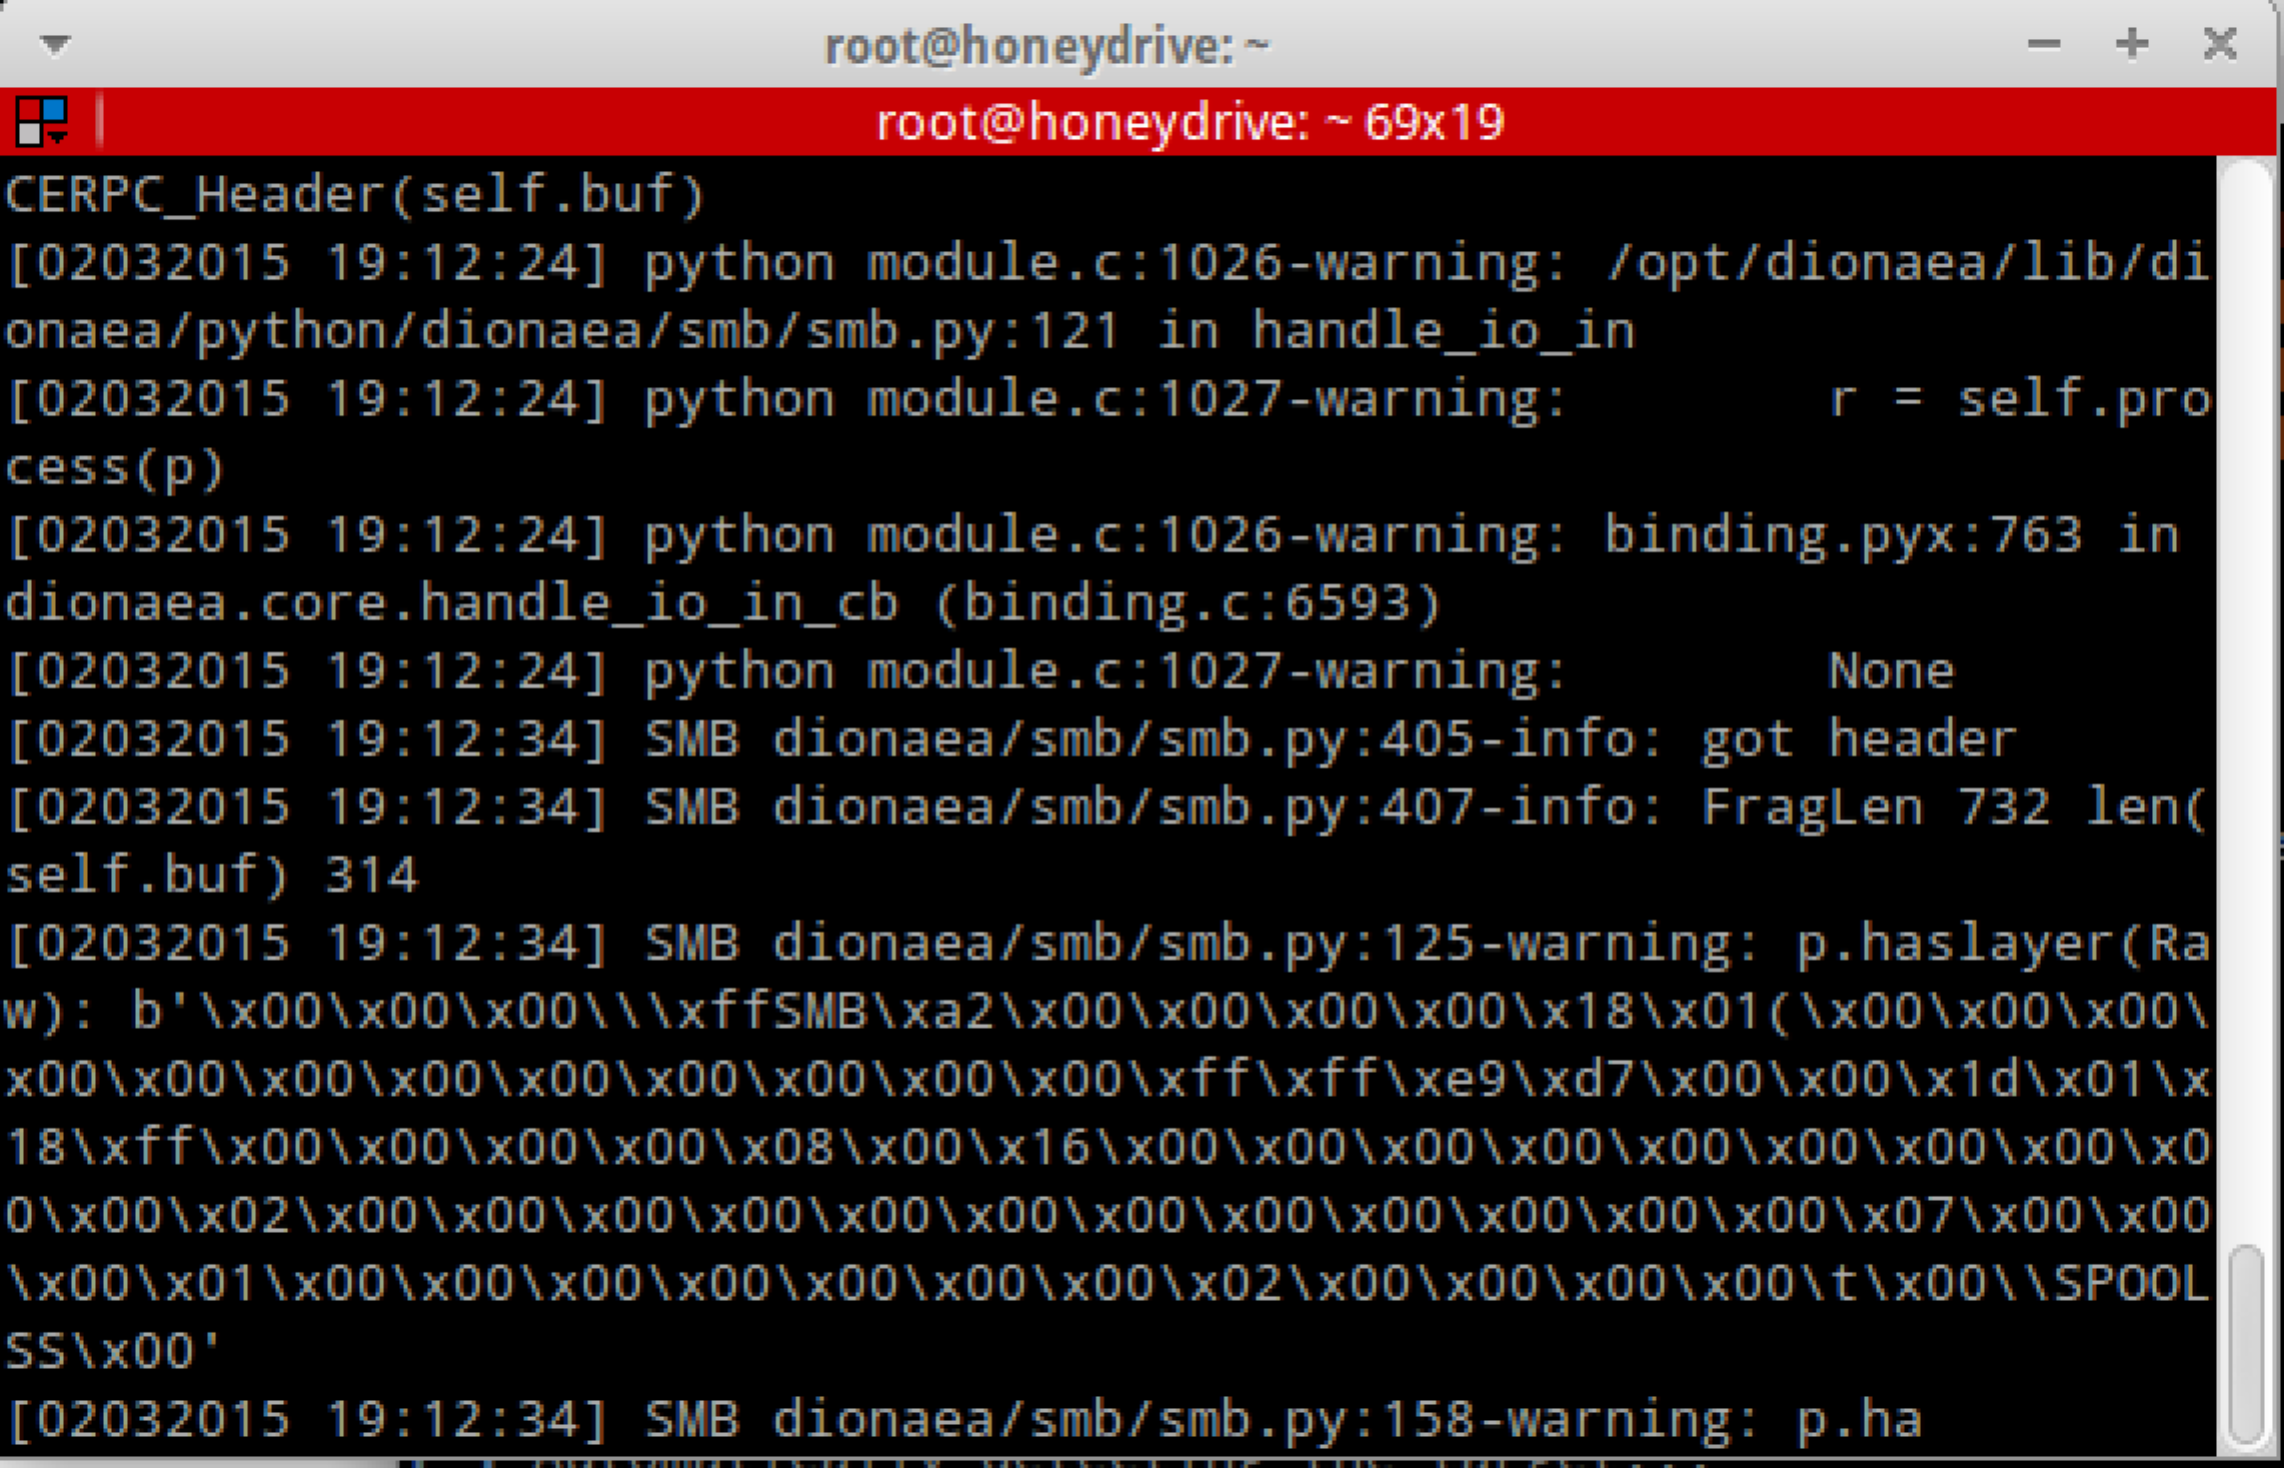 root@honeydrive: ~
root@honeydrive: ~ 69x19
CERPC_Header(self.buf)
[02032015 19:12:24] python module.c:1026-warning: /opt/dionaea/lib/di
onaea/python/dionaea/smb/smb.py:121 in handle_io_in
[02032015 19:12:24] python module.c:1027-warning:        r = self.pro
cess(p)
[02032015 19:12:24] python module.c:1026-warning: binding.pyx:763 in
dionaea.core.handle_io_in_cb (binding.c:6593)
[02032015 19:12:24] python module.c:1027-warning:        None
[02032015 19:12:34] SMB dionaea/smb/smb.py:405-info: got header
[02032015 19:12:34] SMB dionaea/smb/smb.py:407-info: FragLen 732 len(
self.buf) 314
[02032015 19:12:34] SMB dionaea/smb/smb.py:125-warning: p.haslayer(Ra
w): b'\x00\x00\x00\\\xffSMB\xa2\x00\x00\x00\x00\x18\x01(\x00\x00\x00\
x00\x00\x00\x00\x00\x00\x00\x00\x00\xff\xff\xe9\xd7\x00\x00\x1d\x01\x
18\xff\x00\x00\x00\x00\x08\x00\x16\x00\x00\x00\x00\x00\x00\x00\x00\x0
0\x00\x02\x00\x00\x00\x00\x00\x00\x00\x00\x00\x00\x00\x00\x07\x00\x00
\x00\x01\x00\x00\x00\x00\x00\x00\x00\x02\x00\x00\x00\x00\t\x00\\SPOOL
SS\x00'
[02032015 19:12:34] SMB dionaea/smb/smb.py:158-warning: p.ha